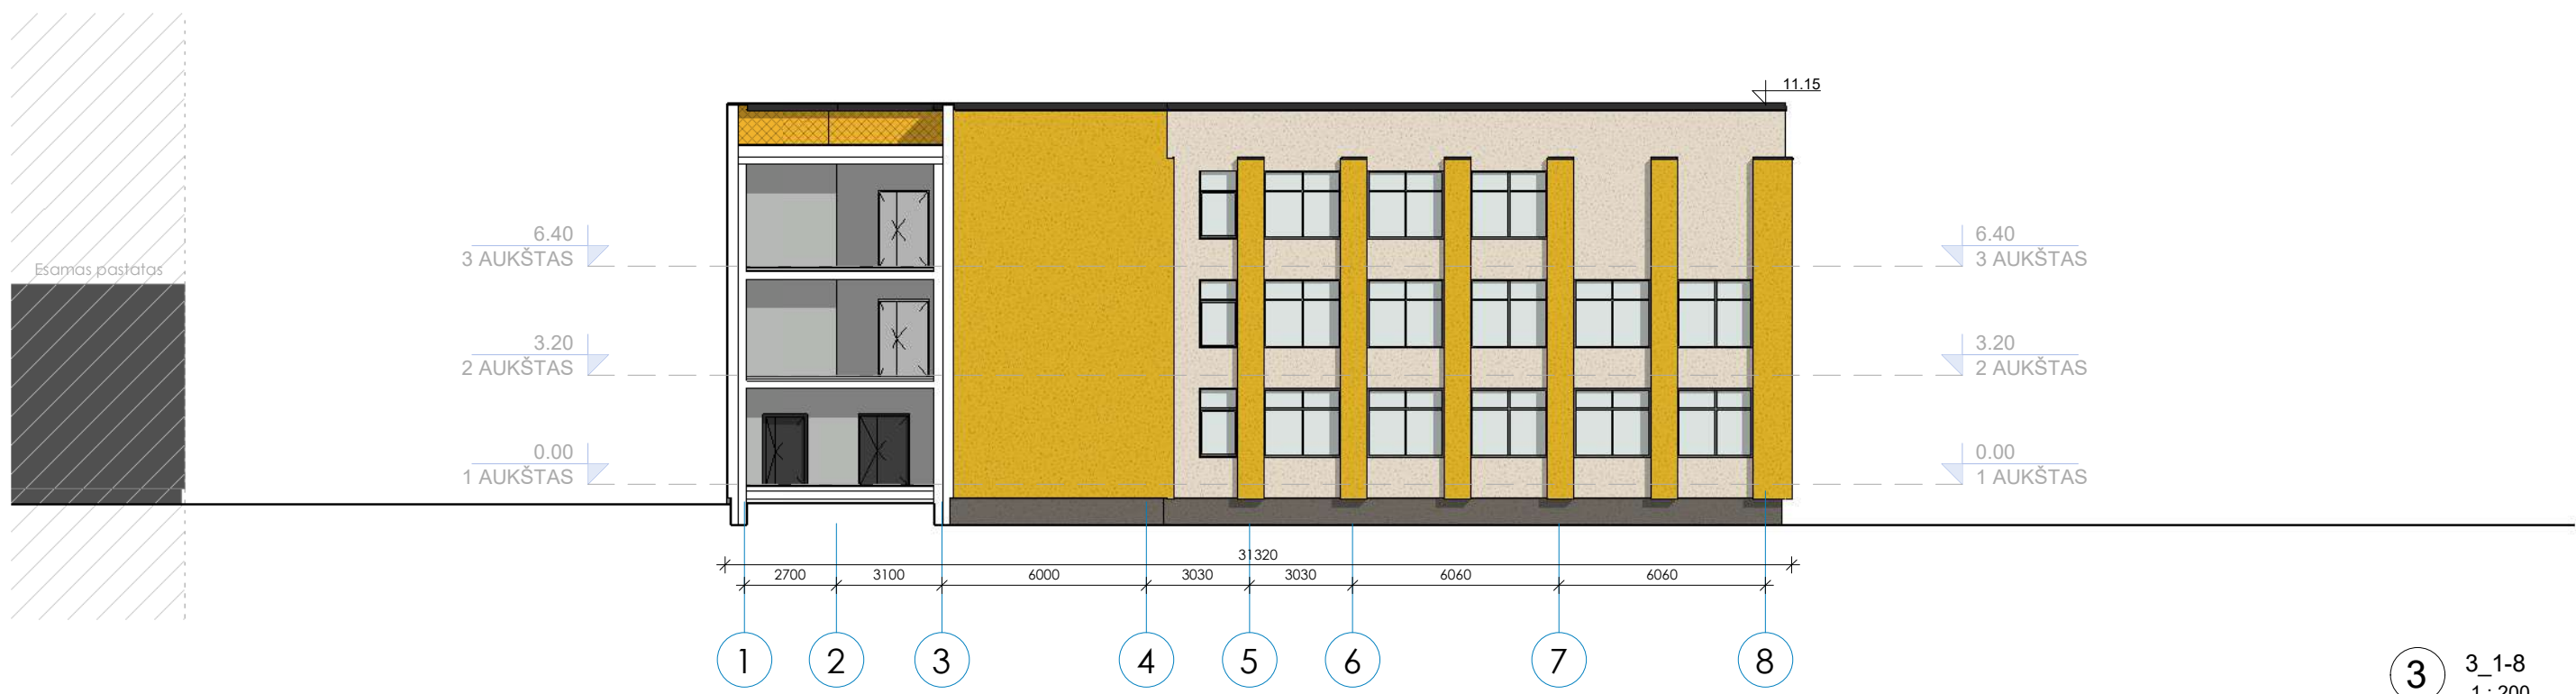 11.15
6.40
3 AUKŠTAS
6.40
3 AUKŠTAS
Esamas pastatas
3.20
2 AUKŠTAS
3.20
2 AUKŠTAS
0.00
1 AUKŠTAS
0.00
1 AUKŠTAS
31320
2700 3100 6000 3030 3030 6060 6060
1 2 3 4 5 6 7 8
3 3_1-8
1 : 200